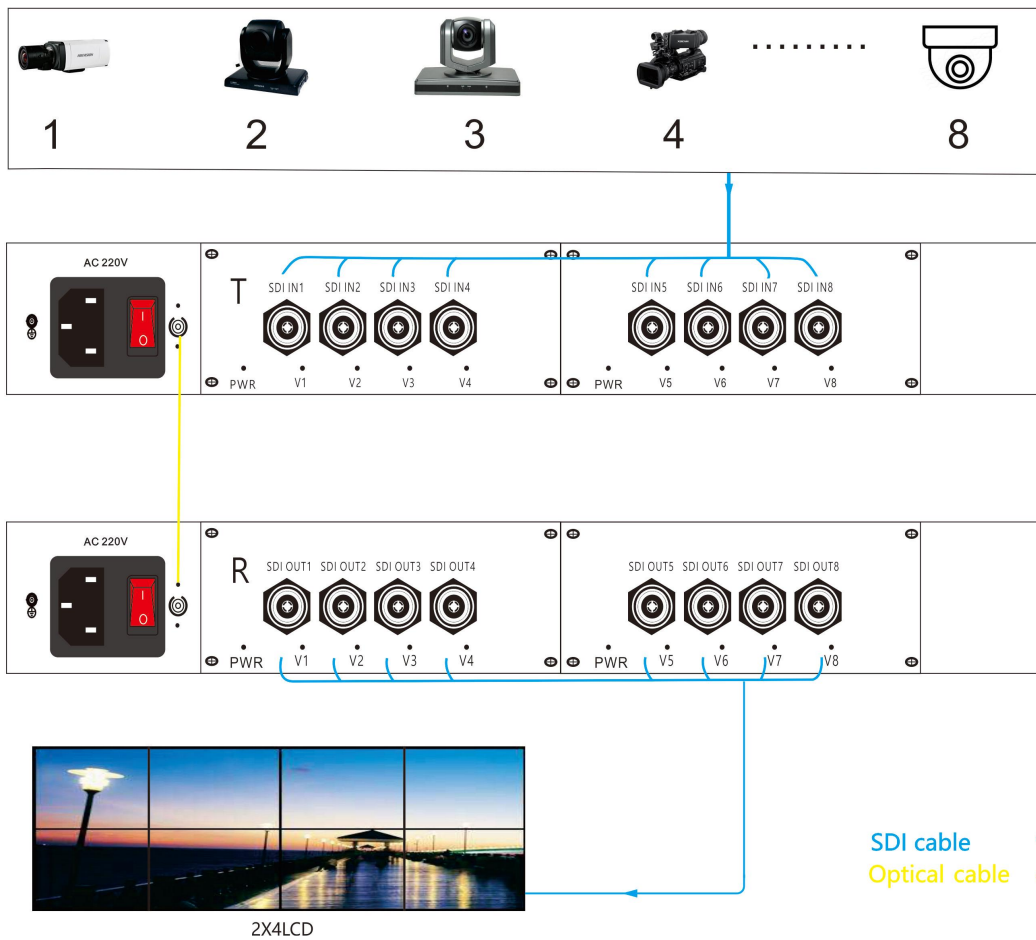 1 2 3 4 ......... 8
AC 220V
T
SDI IN1 SDI IN2 SDI IN3 SDI IN4 SDI IN5 SDI IN6 SDI IN7 SDI IN8
I
O
PWR V1 V2 V3 V4 PWR V5 V6 V7 V8
AC 220V
R
SDI OUT1 SDI OUT2 SDI OUT3 SDI OUT4 SDI OUT5 SDI OUT6 SDI OUT7 SDI OUT8
I
O
PWR V1 V2 V3 V4 PWR V5 V6 V7 V8
SDI cable
Optical cable
2X4LCD